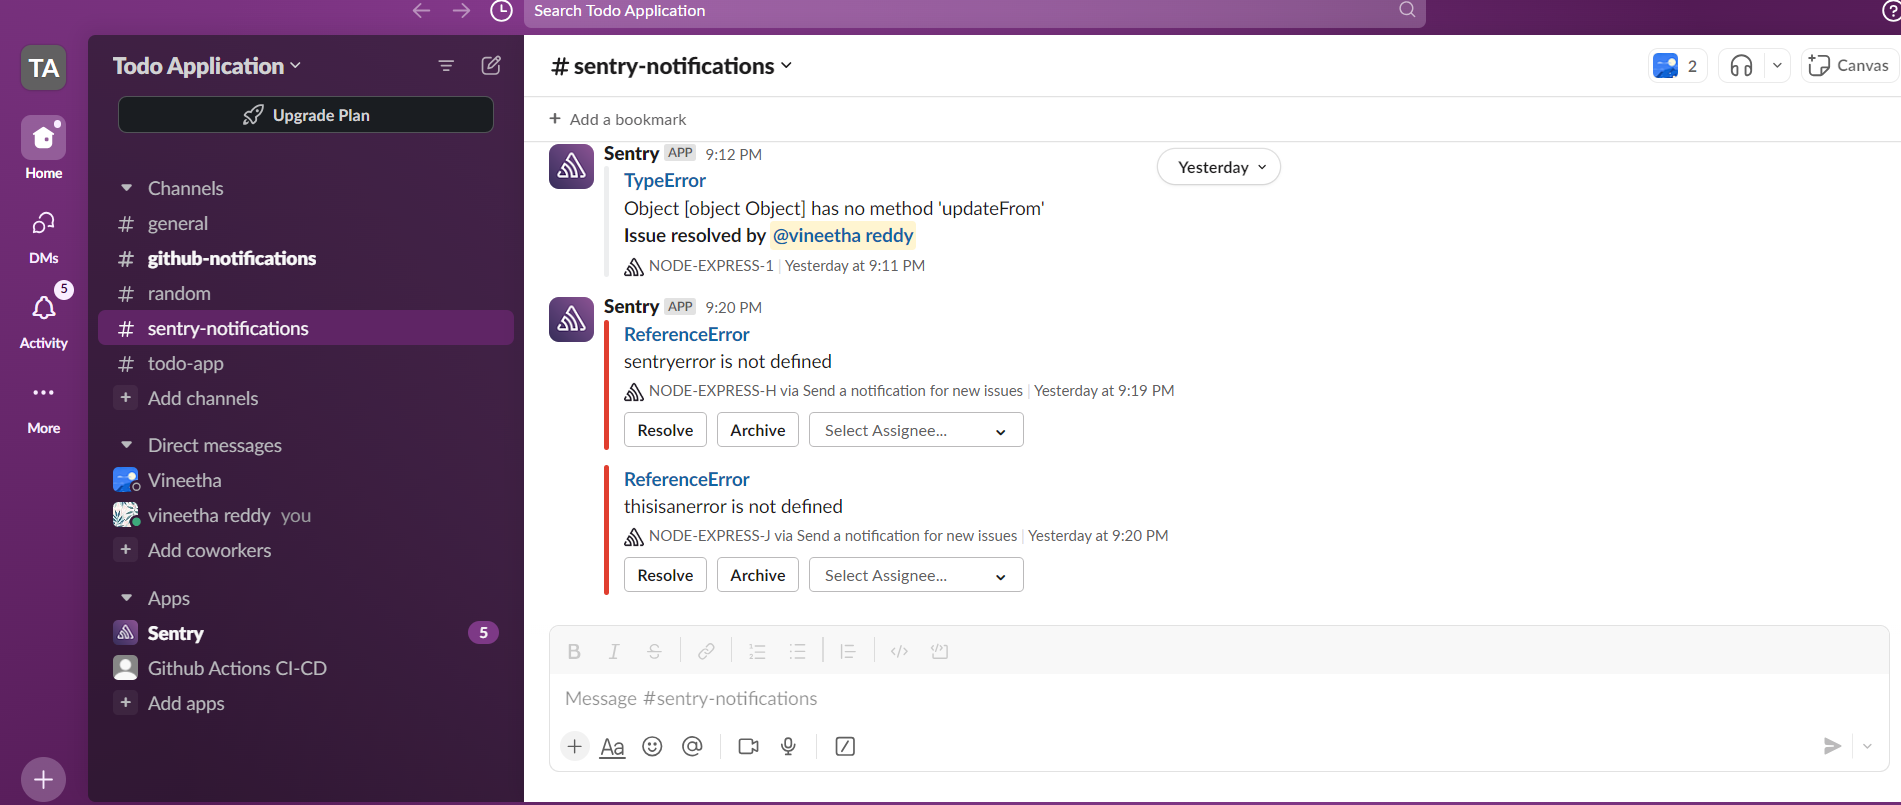 Search Todo Application
TA
Home
DMs
5
Activity
More
Todo Application
Upgrade Plan
Channels
# general
# github-notifications
# random
# sentry-notifications
# todo-app
+ Add channels
Direct messages
Vineetha
vineetha reddy you
+ Add coworkers
Apps
Sentry 5
Github Actions CI-CD
+ Add apps
# sentry-notifications
2
Canvas
+ Add a bookmark
Yesterday
Sentry APP 9:12 PM
TypeError
Object [object Object] has no method 'updateFrom'
Issue resolved by @vineetha reddy
NODE-EXPRESS-1 | Yesterday at 9:11 PM
Sentry APP 9:20 PM
ReferenceError
sentryerror is not defined
NODE-EXPRESS-H via Send a notification for new issues | Yesterday at 9:19 PM
Resolve Archive Select Assignee...
ReferenceError
thisisanerror is not defined
NODE-EXPRESS-J via Send a notification for new issues | Yesterday at 9:20 PM
Resolve Archive Select Assignee...
B I S
Message #sentry-notifications
+ Aa @